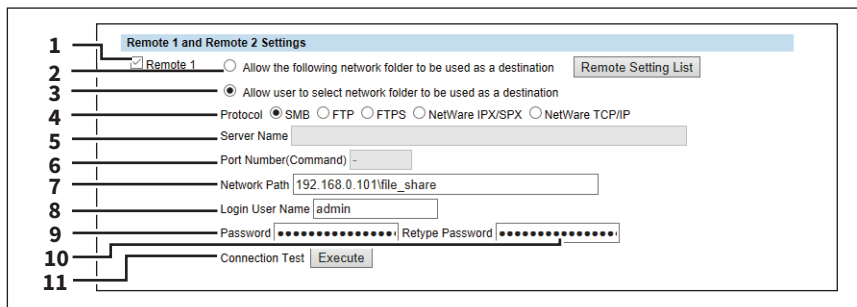 Remote 1 and Remote 2 Settings
1
Remote 1
2 Allow the following network folder to be used as a destination Remote Setting List
3 Allow user to select network folder to be used as a destination
4 Protocol SMB FTP FTPS NetWare IPX/SPX NetWare TCP/IP
5 Server Name
6 Port Number(Command) -
7 Network Path 192.168.0.101\file_share
8 Login User Name admin
9 Password ●●●●●●●●●●●●●●● Retype Password ●●●●●●●●●●●●●●●
10
11 Connection Test Execute